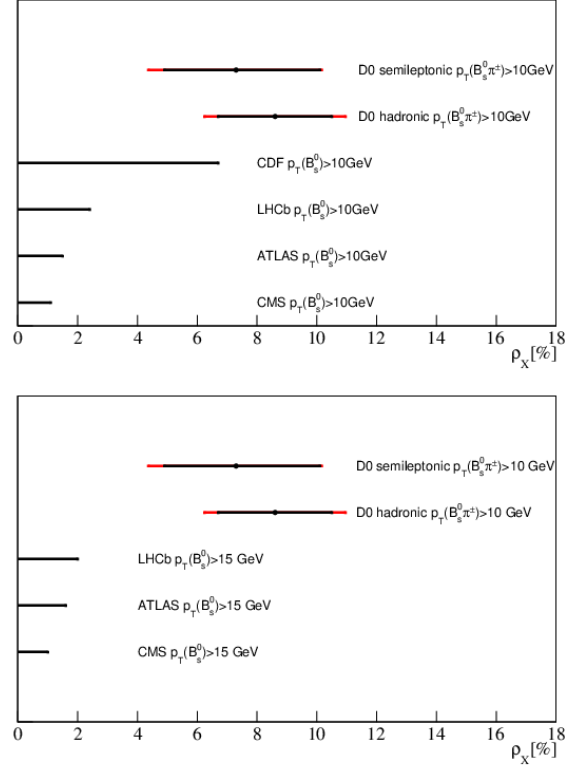 D0 semileptonic p_T(B_s^0π^±)>10GeV
D0 hadronic p_T(B_s^0π^±)>10GeV
CDF p_T(B_s^0)>10GeV
LHCb p_T(B_s^0)>10GeV
ATLAS p_T(B_s^0)>10GeV
CMS p_T(B_s^0)>10GeV
0 2 4 6 8 10 12 14 16 18
ρ_X[%]
D0 semileptonic p_T(B_s^0π^±)>10 GeV
D0 hadronic p_T(B_s^0π^±)>10 GeV
LHCb p_T(B_s^0)>15 GeV
ATLAS p_T(B_s^0)>15 GeV
CMS p_T(B_s^0)>15 GeV
0 2 4 6 8 10 12 14 16 18
ρ_X[%]